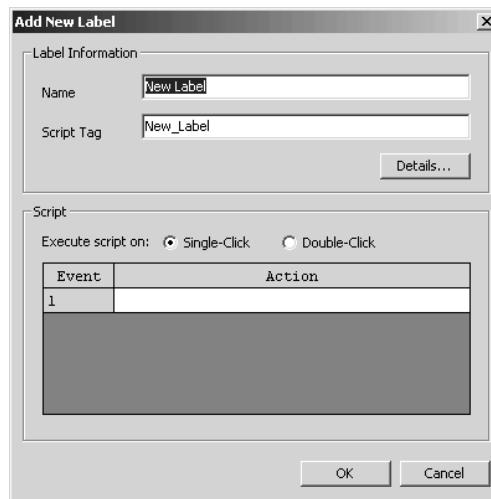 Add New Label
Label Information
Name
New Label
Script Tag
New_Label
Details...
Script
Execute script on: Single-Click Double-Click
Event Action
1
OK Cancel